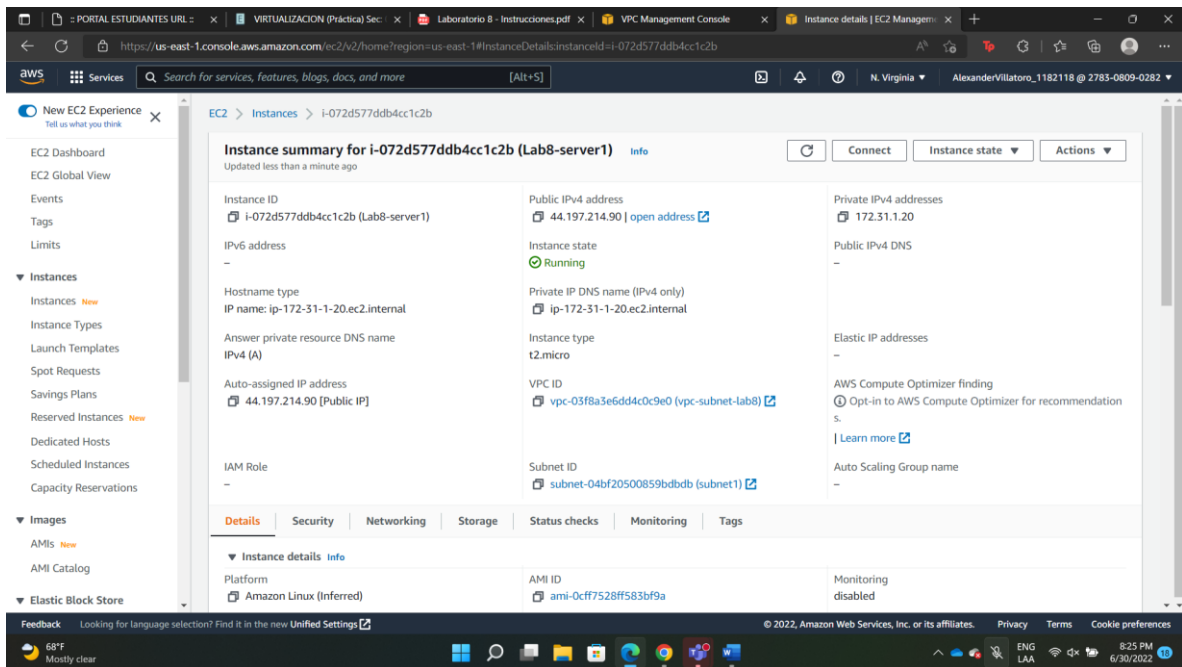 :: PORTAL ESTUDIANTES URL ::
VIRTUALIZACION (Práctica) Sec:
Laboratorio 8 - Instrucciones.pdf
VPC Management Console
Instance details | EC2 Managem
https://us-east-1.console.aws.amazon.com/ec2/v2/home?region=us-east-1#InstanceDetails:instanceId=i-072d577ddb4cc1c2b
aws Services Search for services, features, blogs, docs, and more [Alt+S] N. Virginia ▼ AlexanderVillatoro_1182118 @ 2783-0809-0282 ▼
New EC2 Experience
Tell us what you think
EC2 Dashboard
EC2 Global View
Events
Tags
Limits
▼ Instances
Instances New
Instance Types
Launch Templates
Spot Requests
Savings Plans
Reserved Instances New
Dedicated Hosts
Scheduled Instances
Capacity Reservations
▼ Images
AMIs New
AMI Catalog
▼ Elastic Block Store
EC2 > Instances > i-072d577ddb4cc1c2b
Instance summary for i-072d577ddb4cc1c2b (Lab8-server1) Info
Updated less than a minute ago
Connect Instance state ▼ Actions ▼
Instance ID
i-072d577ddb4cc1c2b (Lab8-server1)
Public IPv4 address
44.197.214.90 | open address
Private IPv4 addresses
172.31.1.20
IPv6 address
–
Instance state
Running
Public IPv4 DNS
–
Hostname type
IP name: ip-172-31-1-20.ec2.internal
Private IP DNS name (IPv4 only)
ip-172-31-1-20.ec2.internal
Answer private resource DNS name
IPv4 (A)
Instance type
t2.micro
Elastic IP addresses
–
Auto-assigned IP address
44.197.214.90 [Public IP]
VPC ID
vpc-03f8a3e6dd4c0c9e0 (vpc-subnet-lab8)
AWS Compute Optimizer finding
Opt-in to AWS Compute Optimizer for recommendation
s.
| Learn more
IAM Role
–
Subnet ID
subnet-04bf20500859bdbdb (subnet1)
Auto Scaling Group name
–
Details Security Networking Storage Status checks Monitoring Tags
▼ Instance details Info
Platform
Amazon Linux (Inferred)
AMI ID
ami-0cff7528ff583bf9a
Monitoring
disabled
Feedback Looking for language selection? Find it in the new Unified Settings © 2022, Amazon Web Services, Inc. or its affiliates. Privacy Terms Cookie preferences
68°F
Mostly clear
ENG
LAA
8:25 PM
6/30/2022
18